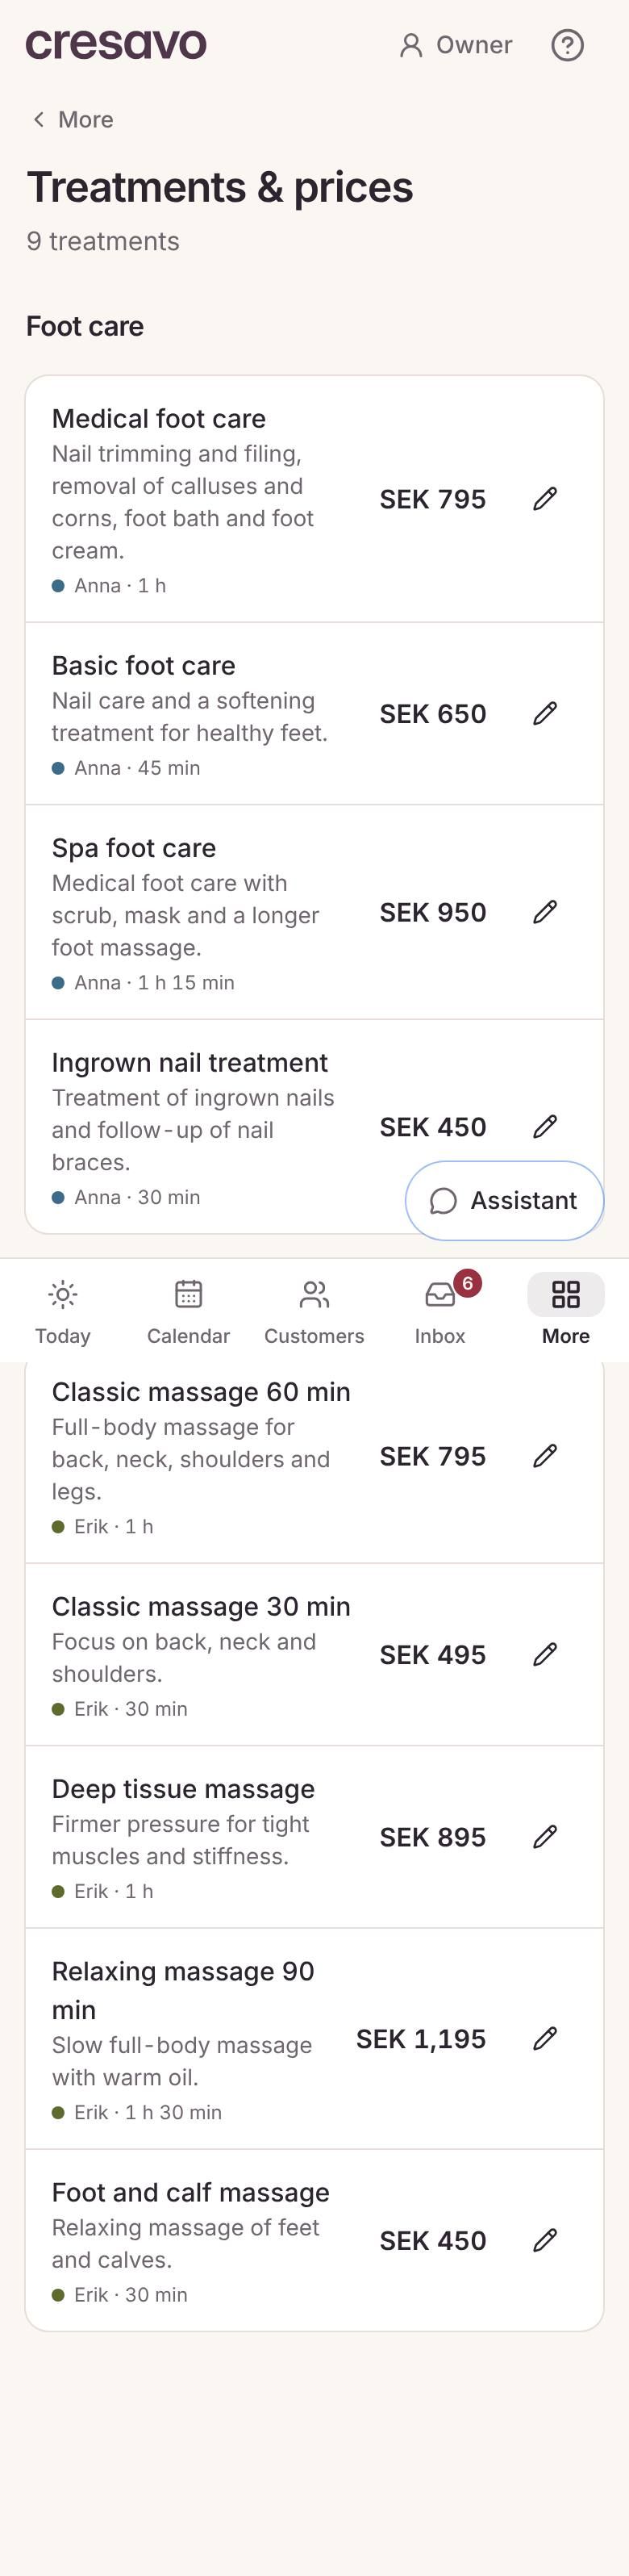 cresavo
Owner
More
Treatments & prices
9 treatments
Foot care
Medical foot care
Nail trimming and filing,
removal of calluses and
corns, foot bath and foot
cream.
Anna · 1 h
SEK 795
Basic foot care
Nail care and a softening
treatment for healthy feet.
Anna · 45 min
SEK 650
Spa foot care
Medical foot care with
scrub, mask and a longer
foot massage.
Anna · 1 h 15 min
SEK 950
Ingrown nail treatment
Treatment of ingrown nails
and follow-up of nail
braces.
Anna · 30 min
SEK 450
Assistant
Today
Calendar
Customers
6
Inbox
More
Classic massage 60 min
Full-body massage for
back, neck, shoulders and
legs.
Erik · 1 h
SEK 795
Classic massage 30 min
Focus on back, neck and
shoulders.
Erik · 30 min
SEK 495
Deep tissue massage
Firmer pressure for tight
muscles and stiffness.
Erik · 1 h
SEK 895
Relaxing massage 90
min
Slow full-body massage
with warm oil.
Erik · 1 h 30 min
SEK 1,195
Foot and calf massage
Relaxing massage of feet
and calves.
Erik · 30 min
SEK 450